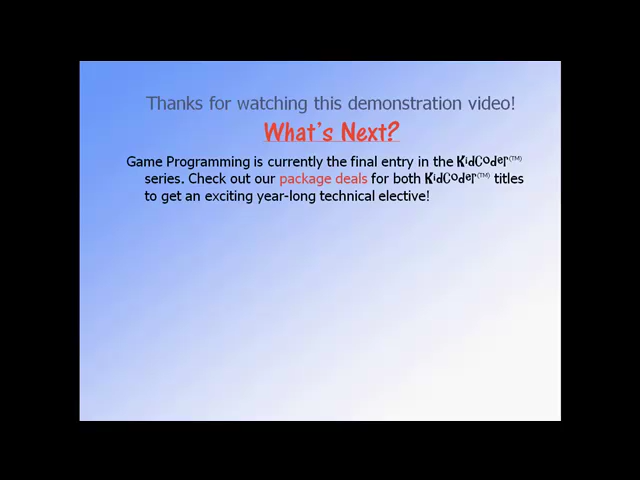 Thanks for watching this demonstration video!
What's Next?
Game Programming is currently the final entry in the KidCoder(TM)
series. Check out our package deals for both KidCoder(TM) titles
to get an exciting year-long technical elective!